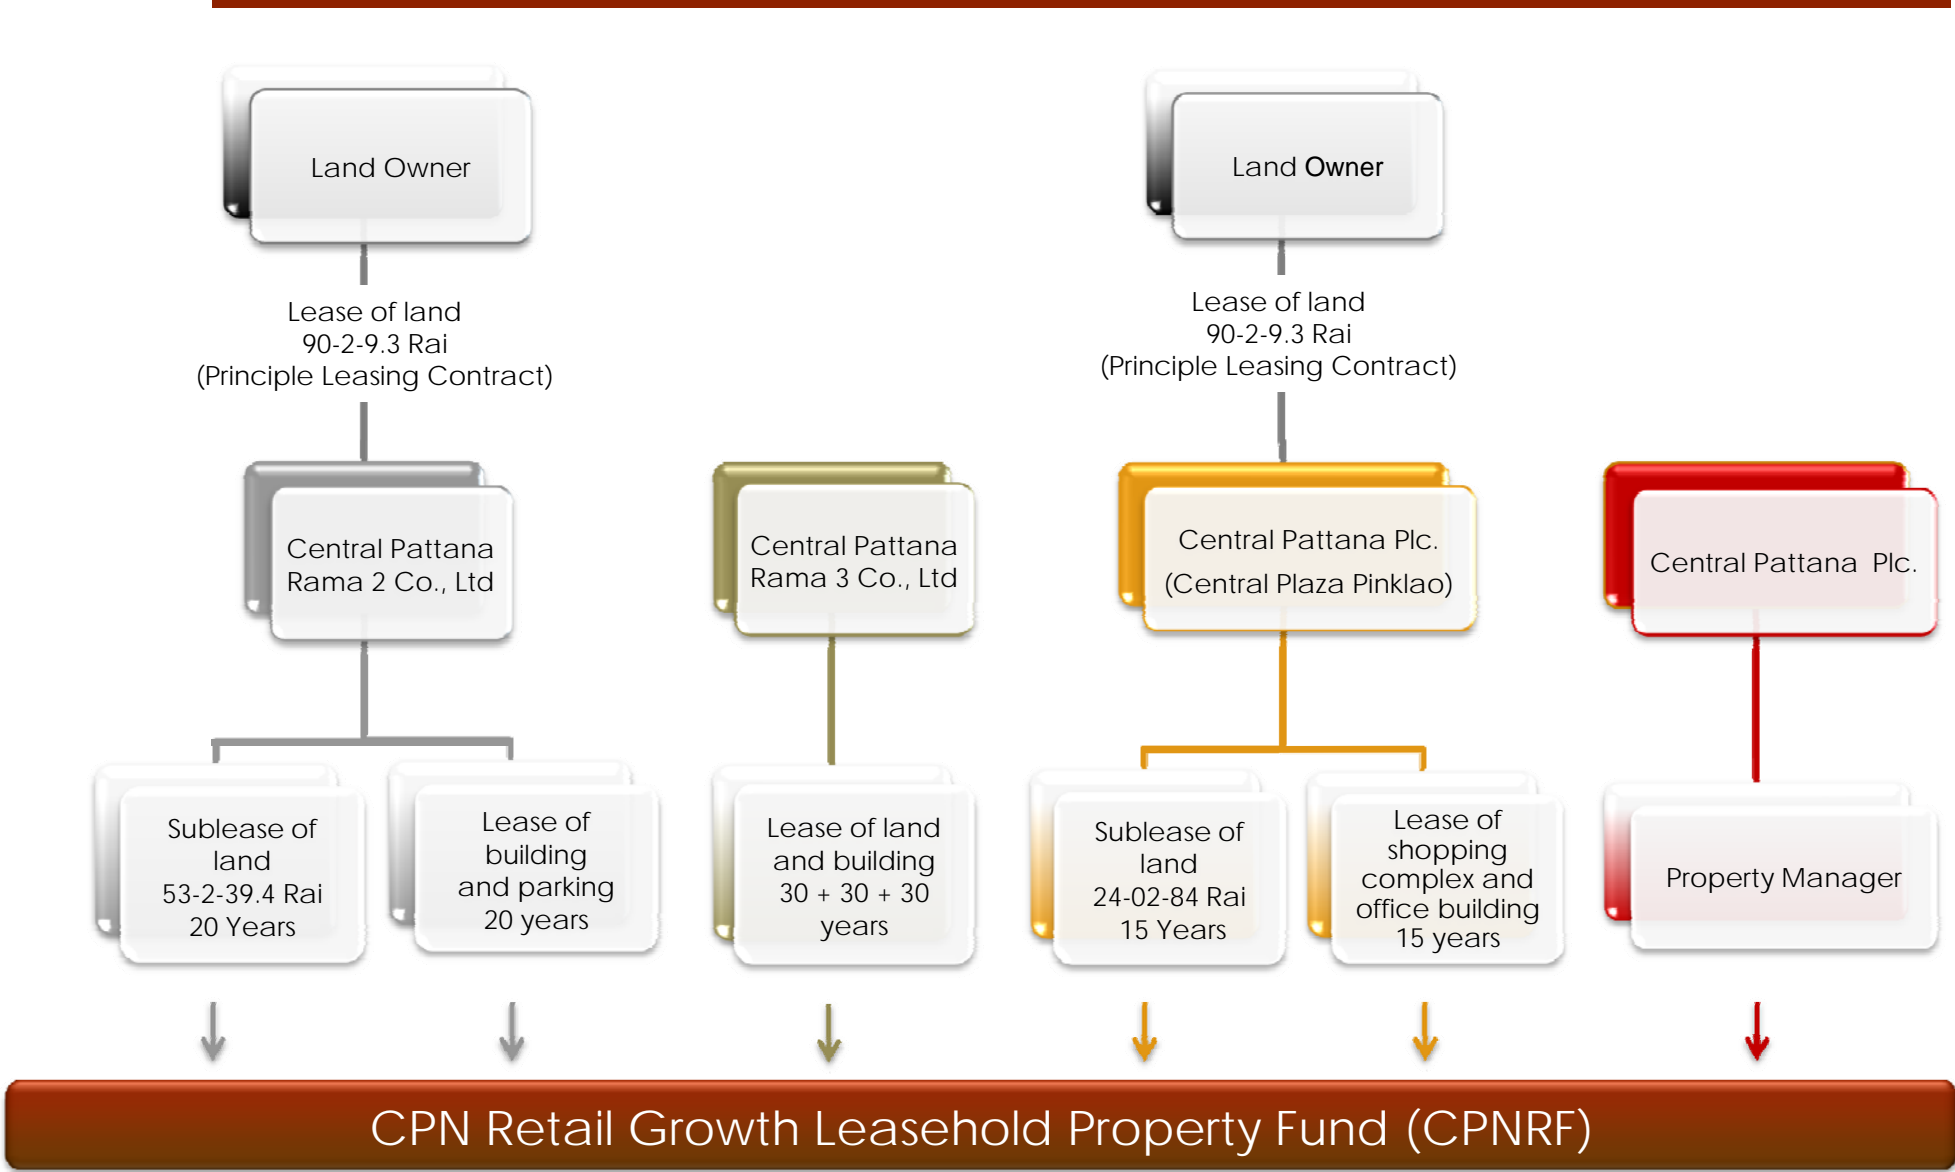 Land Owner
Land Owner
Lease of land
90-2-9.3 Rai
(Principle Leasing Contract)
Lease of land
90-2-9.3 Rai
(Principle Leasing Contract)
Central Pattana
Rama 2 Co., Ltd
Central Pattana
Rama 3 Co., Ltd
Central Pattana Plc.
(Central Plaza Pinklao)
Central Pattana Plc.
Sublease of
land
53-2-39.4 Rai
20 Years
Lease of
building
and parking
20 years
Lease of land
and building
30 + 30 + 30
years
Sublease of
land
24-02-84 Rai
15 Years
Lease of
shopping
complex and
office building
15 years
Property Manager
CPN Retail Growth Leasehold Property Fund (CPNRF)